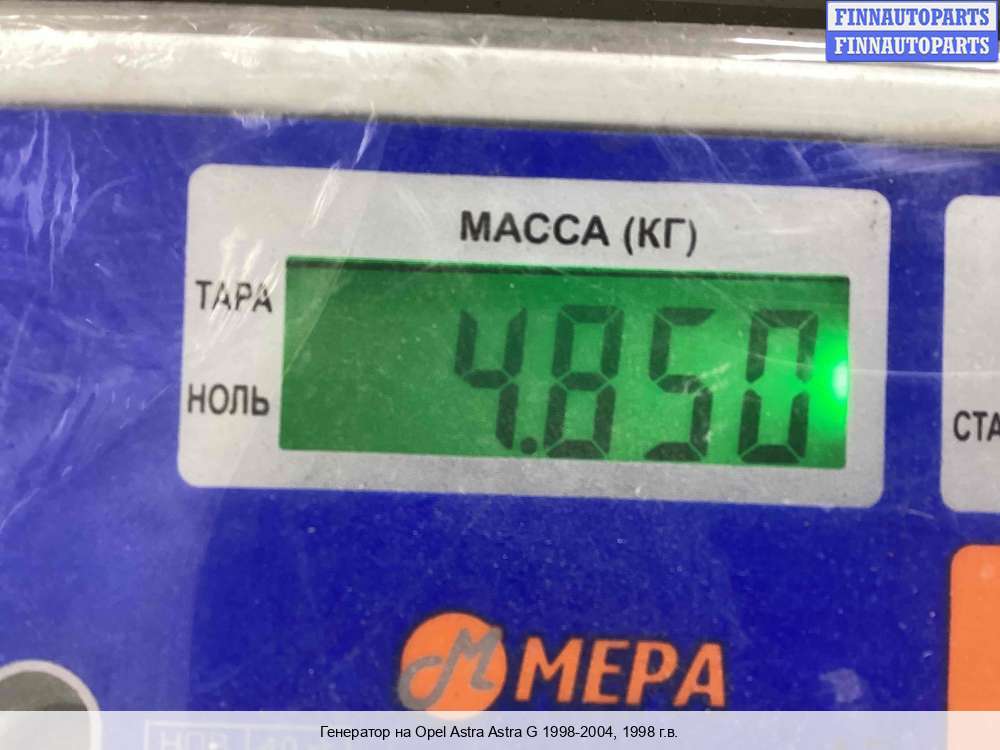 FINNAUTOPARTS
FINNAUTOPARTS
МАССА (КГ)
ТАРА
4.850
НОЛЬ
СТА
МЕРА
Генератор на Opel Astra Astra G 1998-2004, 1998 г.в.